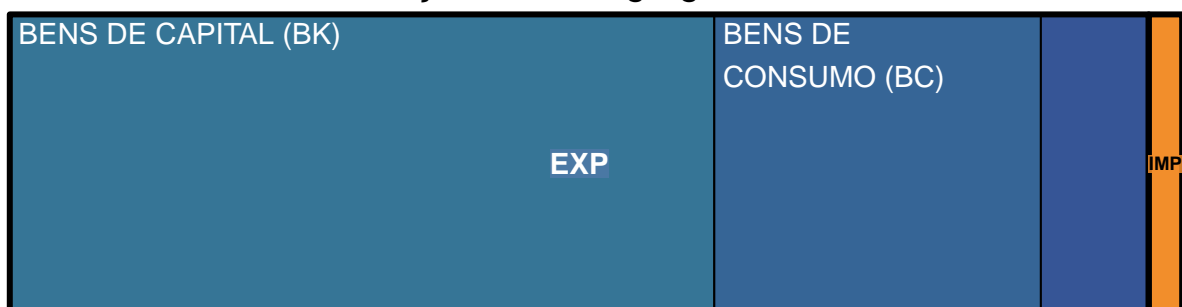 BENS DE CAPITAL (BK)
BENS DE
CONSUMO (BC)
EXP
IMP